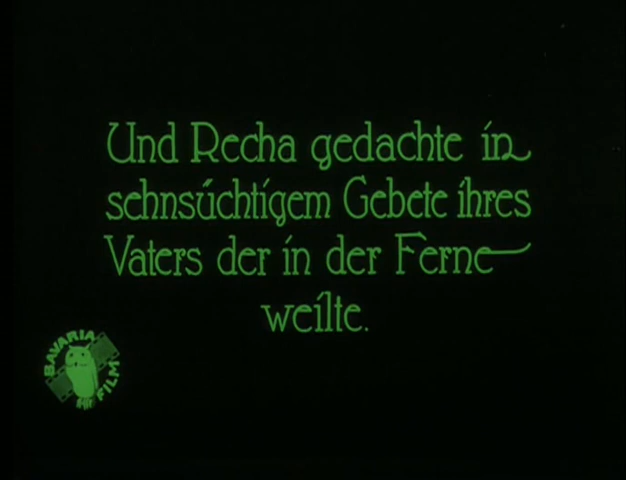 Und Recha gedachte in
sehnsüchtigem Gebete ihres
Vaters der in der Ferne
weilte.
BAVARIA
FILM